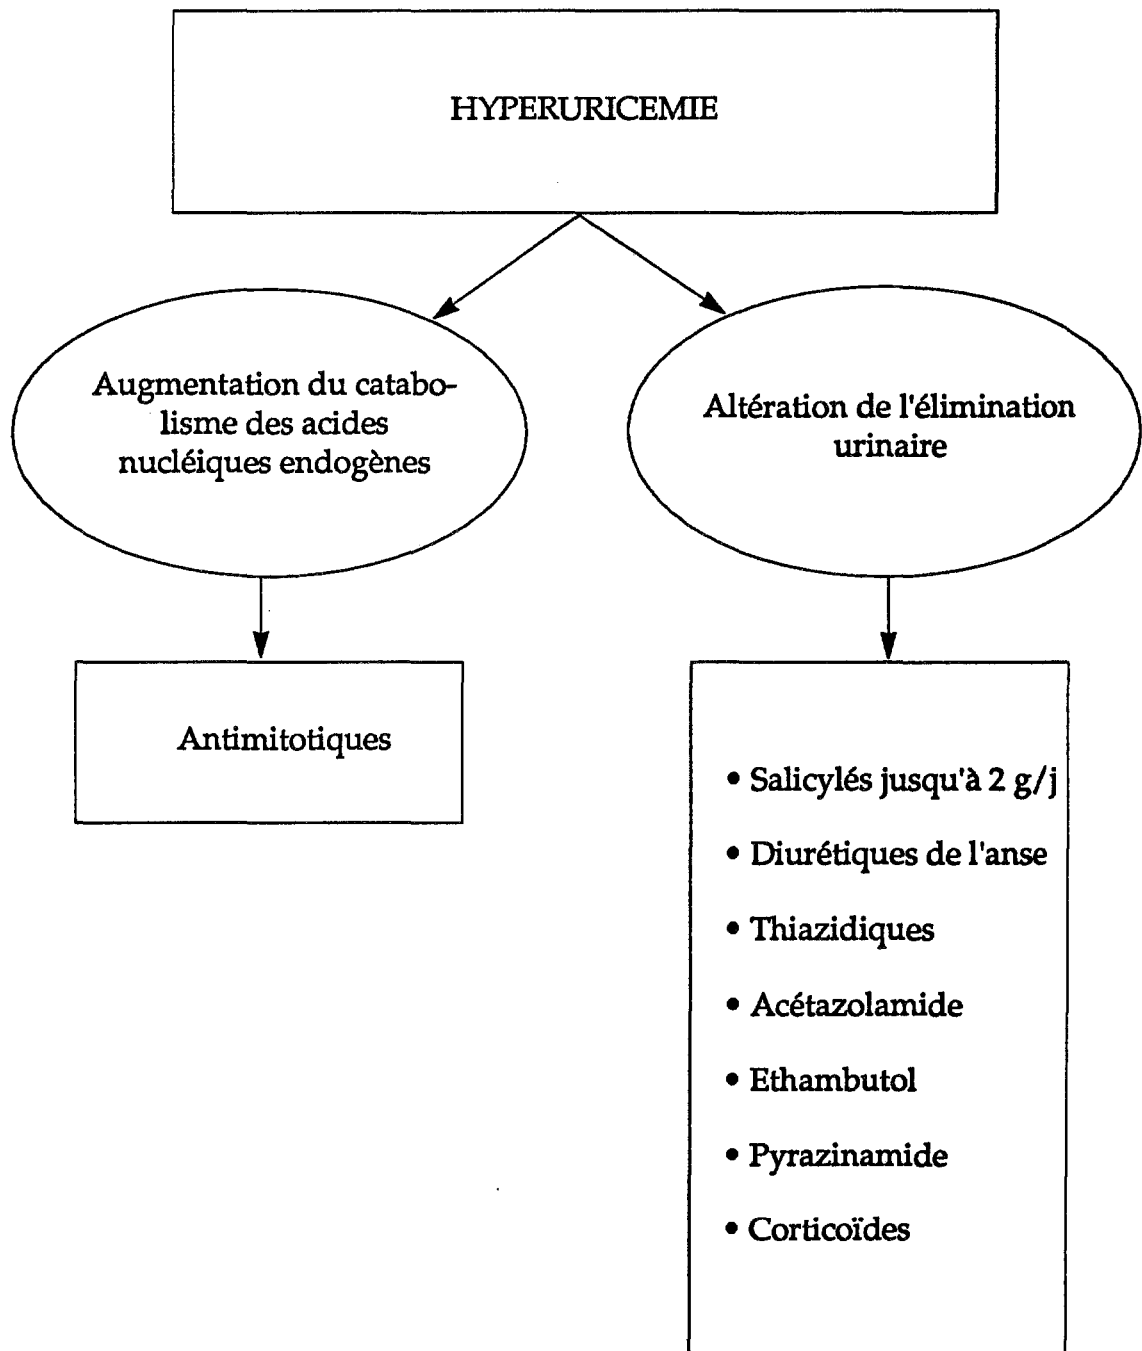 HYPERURICEMIE
Augmentation du catabo-
lisme des acides
nucléiques endogènes
Altération de l'élimination
urinaire
Antimitotiques
• Salicylés jusqu'à 2 g/j
• Diurétiques de l'anse
• Thiazidiques
• Acétazolamide
• Ethambutol
• Pyrazinamide
• Corticoïdes